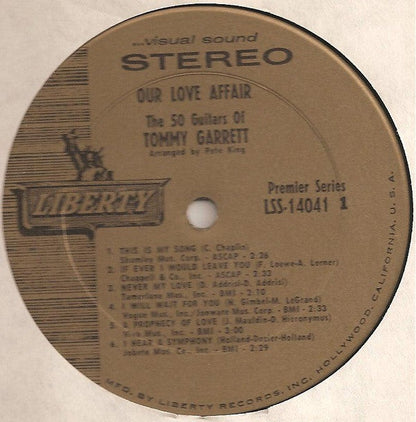 ...visual sound
STEREO
OUR LOVE AFFAIR
The 50 Guitars Of
TOMMY GARRETT
Arranged by Pete King
LIBERTY
Premier Series
LSS-14041 1
1. THIS IS MY SONG (C. Chaplin)
Shamley Mus. Corp. - ASCAP - 2:26
2. IF EVER I WOULD LEAVE YOU (F. Loewe-A. Lerner)
Chappell & Co., Inc. - ASCAP - 2:33
3. NEVER MY LOVE (D. Addrisi-D. Addrisi)
Tamerlane Mus., Inc. - BMI - 2:10
4. I WILL WAIT FOR YOU (N. Gimbel-M. LeGrand)
Vogue Mus., Inc./Jonware Mus. Corp. - BMI - 2:33
5. A PROPHECY OF LOVE (J. Mauldin-D. Hieronymus)
Mus., Inc. - BMI - 3:00
6. I HEAR A SYMPHONY (Holland-Dozier-Holland)
Jobete Mus. Co., Inc. - BMI - 2:29
MFG. BY LIBERTY RECORDS, INC., HOLLYWOOD, CALIFORNIA, U. S. A.